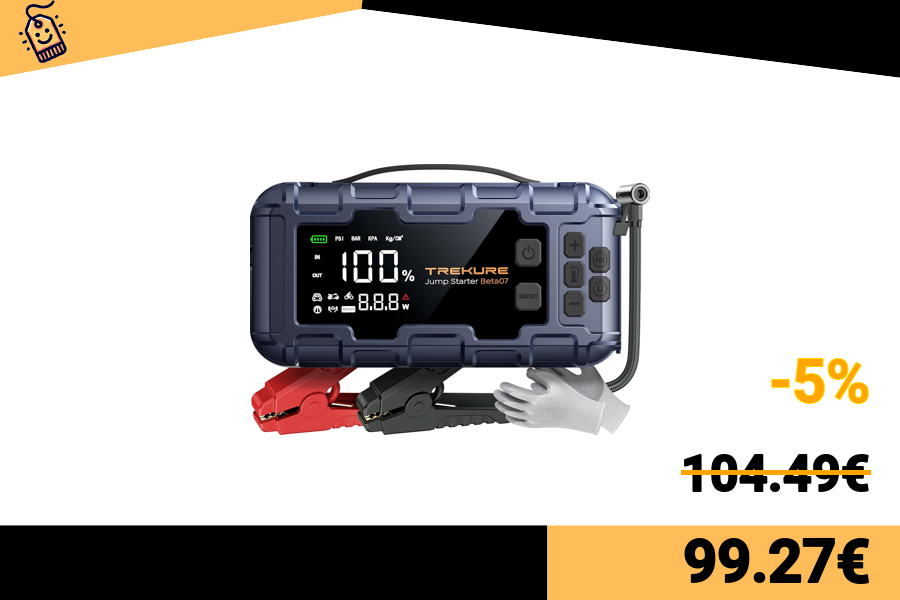 PSI BAR KPA Kg/CM²
IN
100%
OUT
8.8.8 W
TREKURE
Jump Starter Beta07
BOOST
-5%
104.49€
99.27€